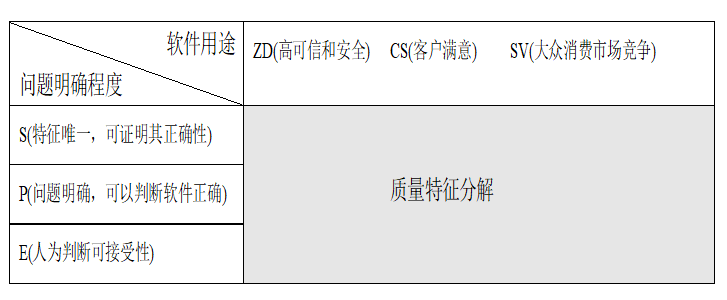 软件用途
问题明确程度
ZD(高可信和安全) CS(客户满意) SV(大众消费市场竞争)
S(特征唯一，可证明其正确性)
P(问题明确，可以判断软件正确)
质量特征分解
E(人为判断可接受性)